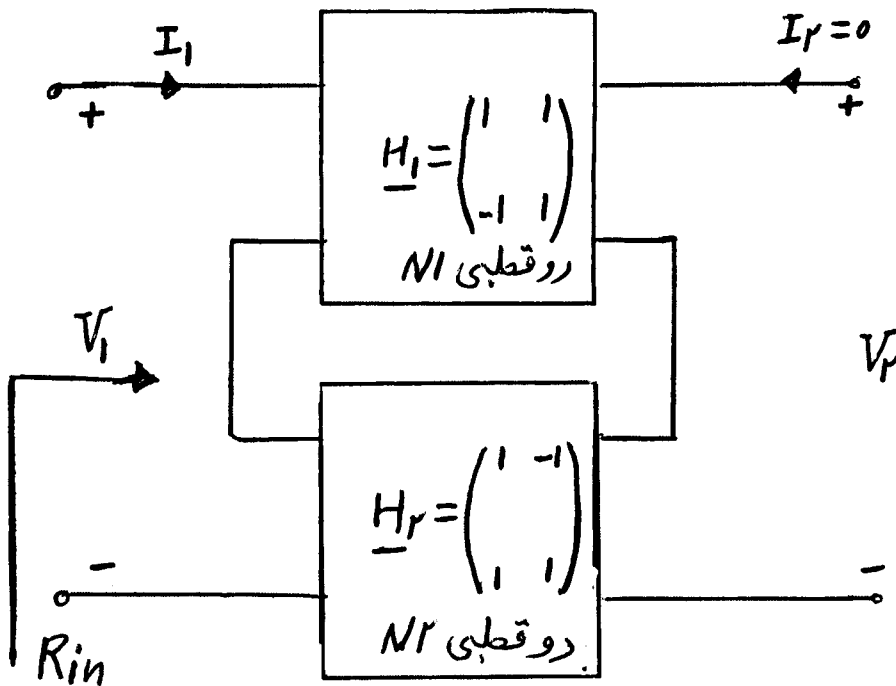 I₁
I۲=0
+
+
H₁=(1 1
-1 1)
دوقطبی N1
V₁
V۲
H۲=(1 -1
1 1)
-
-
دوقطبی N۲
Rin